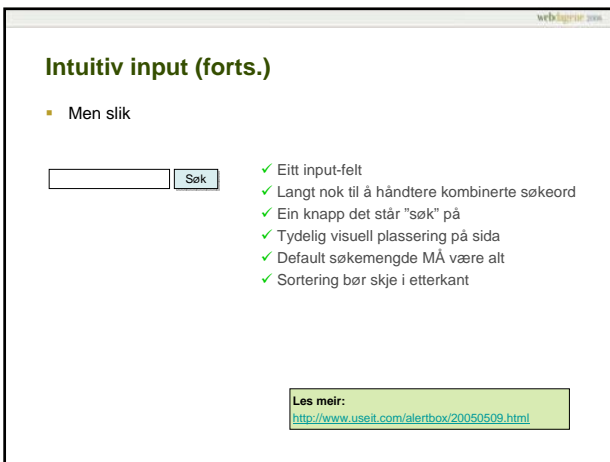 webdagene 2006
Intuitiv input (forts.)
Men slik
Søk
Eitt input-felt
Langt nok til å håndtere kombinerte søkeord
Ein knapp det står ”søk” på
Tydelig visuell plassering på sida
Default søkemengde MÅ være alt
Sortering bør skje i etterkant
Les meir:
http://www.useit.com/alertbox/20050509.html